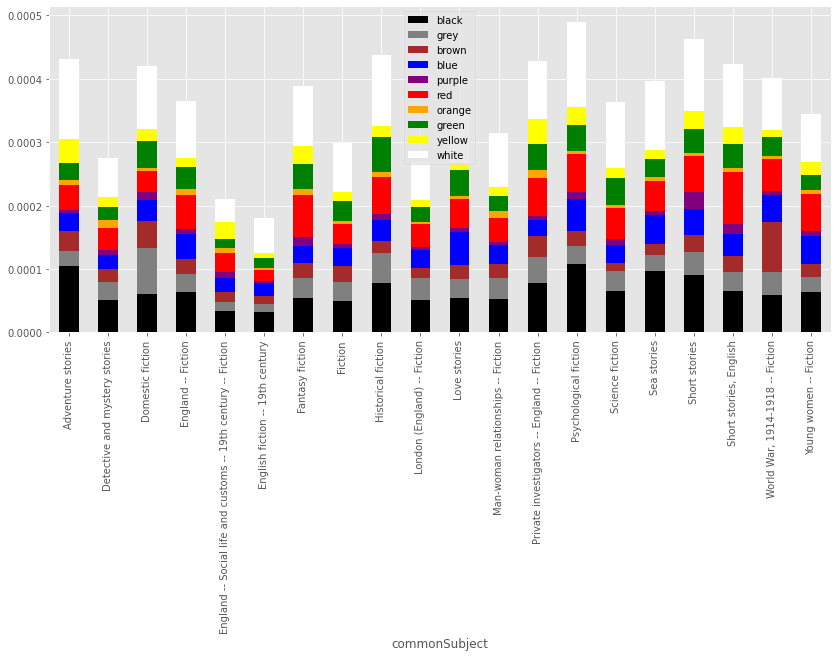 0.0005
0.0004
0.0003
0.0002
0.0001
0.0000
black
grey
brown
blue
purple
red
orange
green
yellow
white
Adventure stories
Detective and mystery stories
Domestic fiction
England -- Fiction
England -- Social life and customs -- 19th century -- Fiction
English fiction -- 19th century
Fantasy fiction
Fiction
Historical fiction
London (England) -- Fiction
Love stories
Man-woman relationships -- Fiction
Private investigators -- England -- Fiction
Psychological fiction
Science fiction
Sea stories
Short stories
Short stories, English
World War, 1914-1918 -- Fiction
Young women -- Fiction
commonSubject